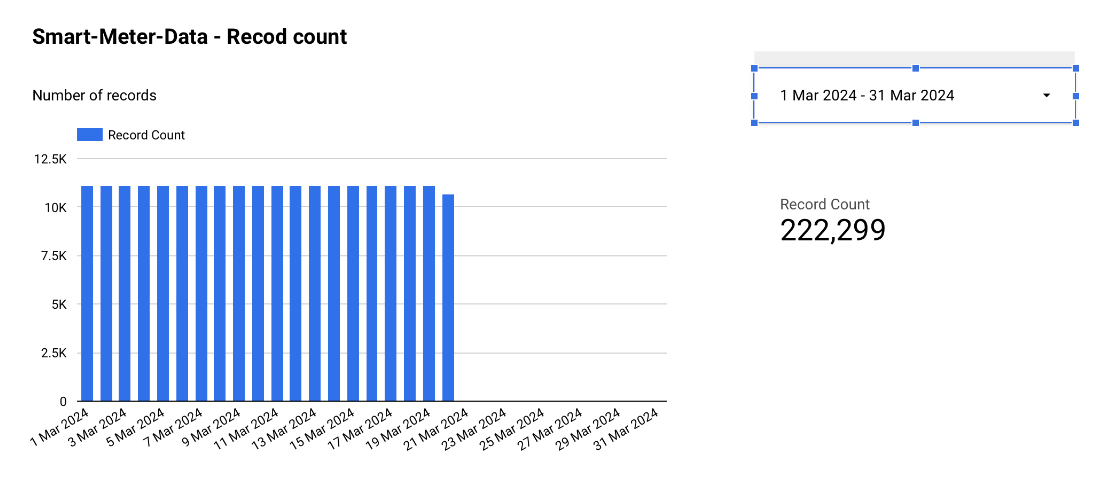 Smart-Meter-Data - Recod count
1 Mar 2024 - 31 Mar 2024
Number of records
Record Count
12.5K
10K
7.5K
5K
2.5K
0
1 Mar 2024
3 Mar 2024
5 Mar 2024
7 Mar 2024
9 Mar 2024
11 Mar 2024
13 Mar 2024
15 Mar 2024
17 Mar 2024
19 Mar 2024
21 Mar 2024
23 Mar 2024
25 Mar 2024
27 Mar 2024
29 Mar 2024
31 Mar 2024
Record Count
222,299